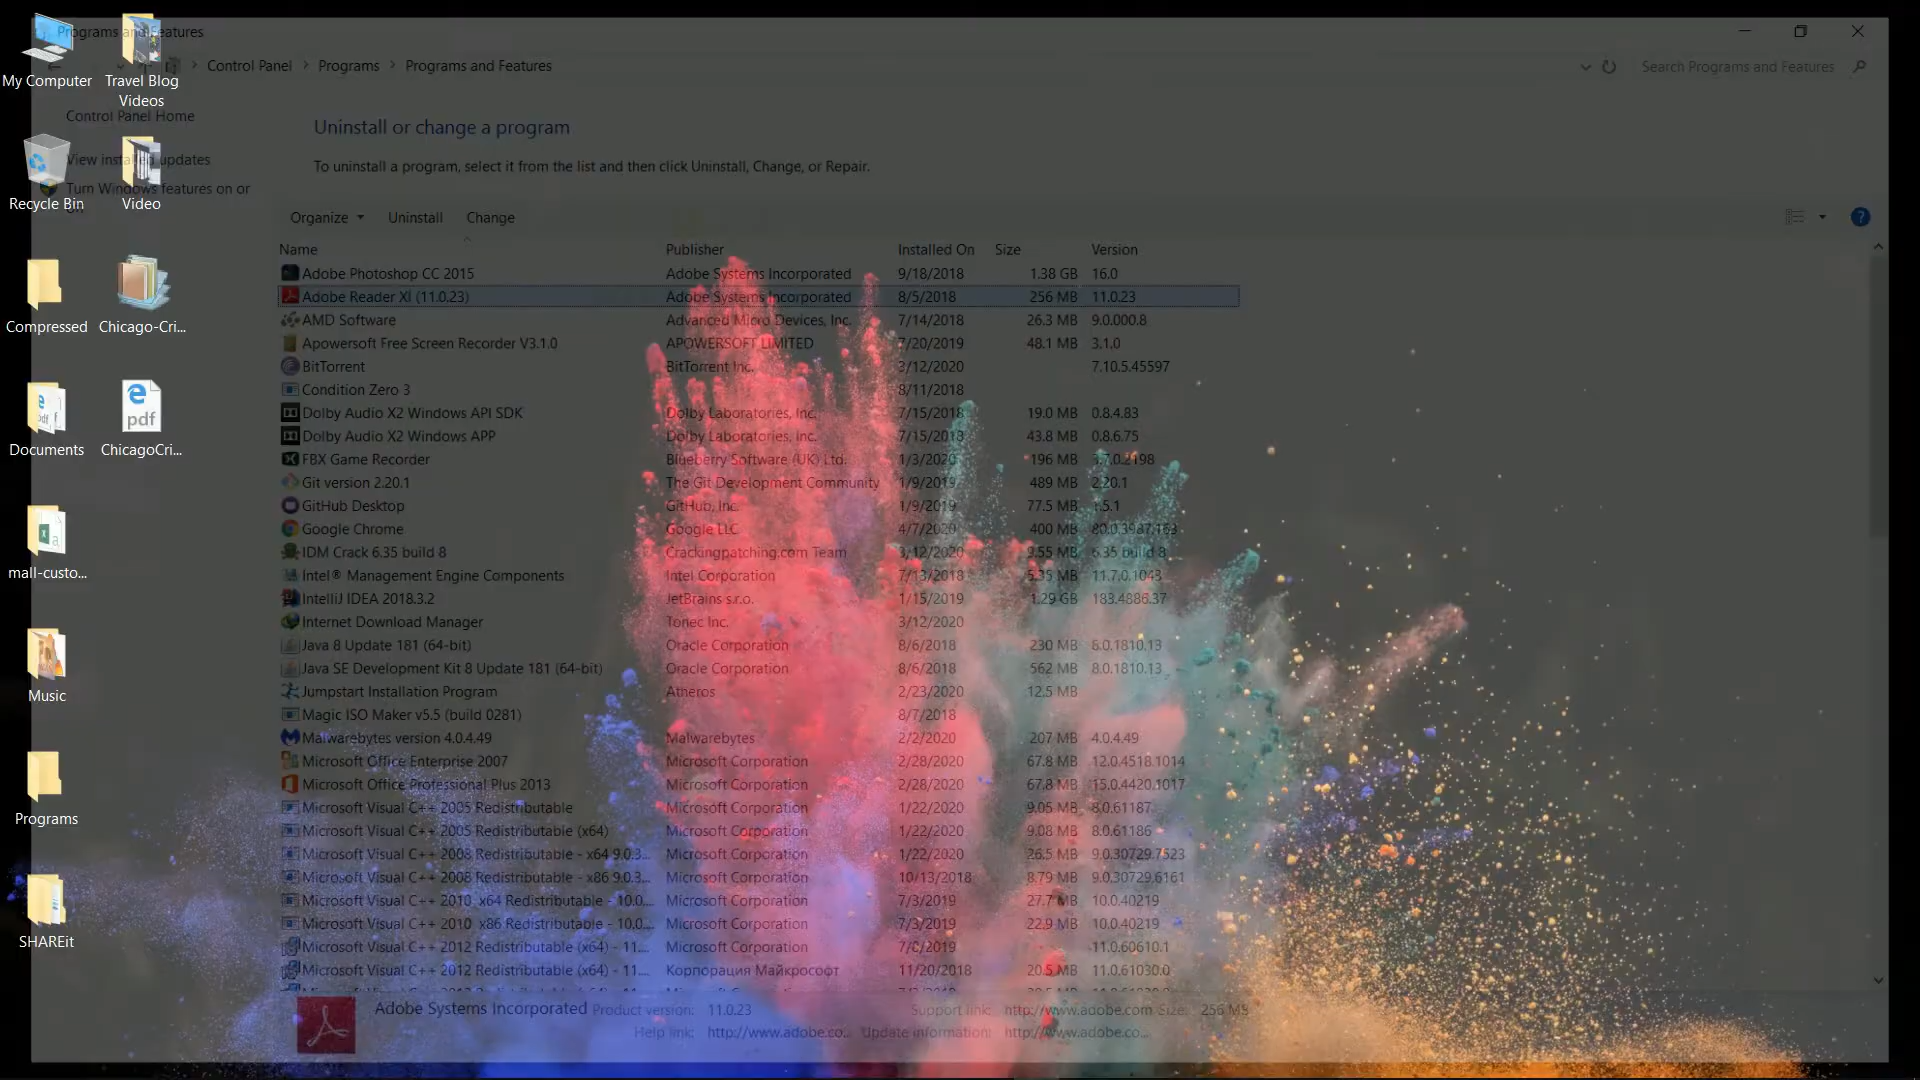 Programs and Features
Control Panel
Programs
Programs and Features
Search Programs and Features
My Computer
Travel Blog
Videos
Control Panel Home
View installed updates
Turn Windows features on or
off
Recycle Bin
Video
Compressed
Chicago-Cri...
Documents
ChicagoCri...
pdf
mall-custo...
Music
Programs
SHAREit
Uninstall or change a program
To uninstall a program, select it from the list and then click Uninstall, Change, or Repair.
Organize Uninstall Change
Name Publisher Installed On Size Version
Adobe Photoshop CC 2015 Adobe Systems Incorporated 9/18/2018 1.38 GB 16.0
Adobe Reader XI (11.0.23) Adobe Systems Incorporated 8/5/2018 256 MB 11.0.23
AMD Software Advanced Micro Devices, Inc. 7/14/2018 26.3 MB 9.0.000.8
Apowersoft Free Screen Recorder V3.1.0 APOWERSOFT LIMITED 7/20/2019 48.1 MB 3.1.0
BitTorrent BitTorrent Inc. 3/12/2020 7.10.5.45597
Condition Zero 3 8/11/2018
Dolby Audio X2 Windows API SDK Dolby Laboratories, Inc. 7/15/2018 19.0 MB 0.8.4.83
Dolby Audio X2 Windows APP Dolby Laboratories, Inc. 7/15/2018 43.8 MB 0.8.6.75
FBX Game Recorder Blueberry Software (UK) Ltd. 1/3/2020 196 MB 3.7.0.2198
Git version 2.20.1 The Git Development Community 1/9/2019 489 MB 2.20.1
GitHub Desktop GitHub, Inc. 1/9/2019 77.5 MB 1.5.1
Google Chrome Google LLC 4/7/2020 400 MB 80.0.3987.163
IDM Crack 6.35 build 8 Crackingpatching.com Team 3/12/2020 9.55 MB 6.35 build 8
Intel® Management Engine Components Intel Corporation 7/13/2018 5.35 MB 11.7.0.1043
IntelliJ IDEA 2018.3.2 JetBrains s.r.o. 1/15/2019 1.29 GB 183.4886.37
Internet Download Manager Tonec Inc. 3/12/2020
Java 8 Update 181 (64-bit) Oracle Corporation 8/6/2018 230 MB 8.0.1810.13
Java SE Development Kit 8 Update 181 (64-bit) Oracle Corporation 8/6/2018 562 MB 8.0.1810.13
Jumpstart Installation Program Atheros 2/23/2020 12.5 MB
Magic ISO Maker v5.5 (build 0281) 8/7/2018
Malwarebytes version 4.0.4.49 Malwarebytes 2/2/2020 207 MB 4.0.4.49
Microsoft Office Enterprise 2007 Microsoft Corporation 2/28/2020 67.8 MB 12.0.4518.1014
Microsoft Office Professional Plus 2013 Microsoft Corporation 2/28/2020 67.8 MB 15.0.4420.1017
Microsoft Visual C++ 2005 Redistributable Microsoft Corporation 1/22/2020 9.05 MB 8.0.61187
Microsoft Visual C++ 2005 Redistributable (x64) Microsoft Corporation 1/22/2020 9.08 MB 8.0.61186
Microsoft Visual C++ 2008 Redistributable - x64 9.0.3... Microsoft Corporation 1/22/2020 26.5 MB 9.0.30729.7523
Microsoft Visual C++ 2008 Redistributable - x86 9.0.3... Microsoft Corporation 10/13/2018 8.79 MB 9.0.30729.6161
Microsoft Visual C++ 2010 x64 Redistributable - 10.0.... Microsoft Corporation 7/3/2019 27.7 MB 10.0.40219
Microsoft Visual C++ 2010 x86 Redistributable - 10.0.... Microsoft Corporation 7/3/2019 22.9 MB 10.0.40219
Microsoft Visual C++ 2012 Redistributable (x64) - 11.... Microsoft Corporation 11.0.60610.1
Microsoft Visual C++ 2012 Redistributable (x64) - 11.... Корпорация Майкрософт 11/20/2018 20.5 MB 11.0.61030.0
Adobe Systems Incorporated Product version: 11.0.23 Support link: http://www.adobe.com Size: 256 MB
Help link: http://www.adobe.co... Update information: http://www.adobe.co...